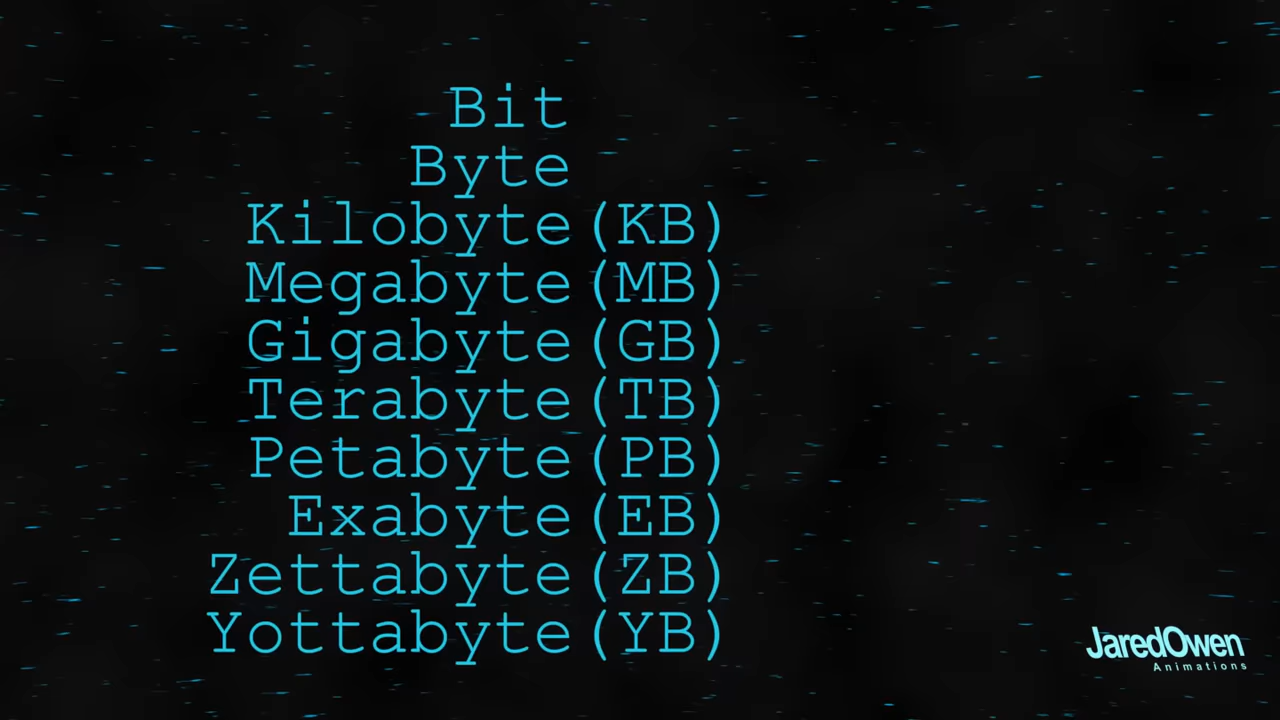 Bit
Byte
Kilobyte (KB)
Megabyte (MB)
Gigabyte (GB)
Terabyte (TB)
Petabyte (PB)
Exabyte (EB)
Zettabyte (ZB)
Yottabyte (YB)
JaredOwen
Animations